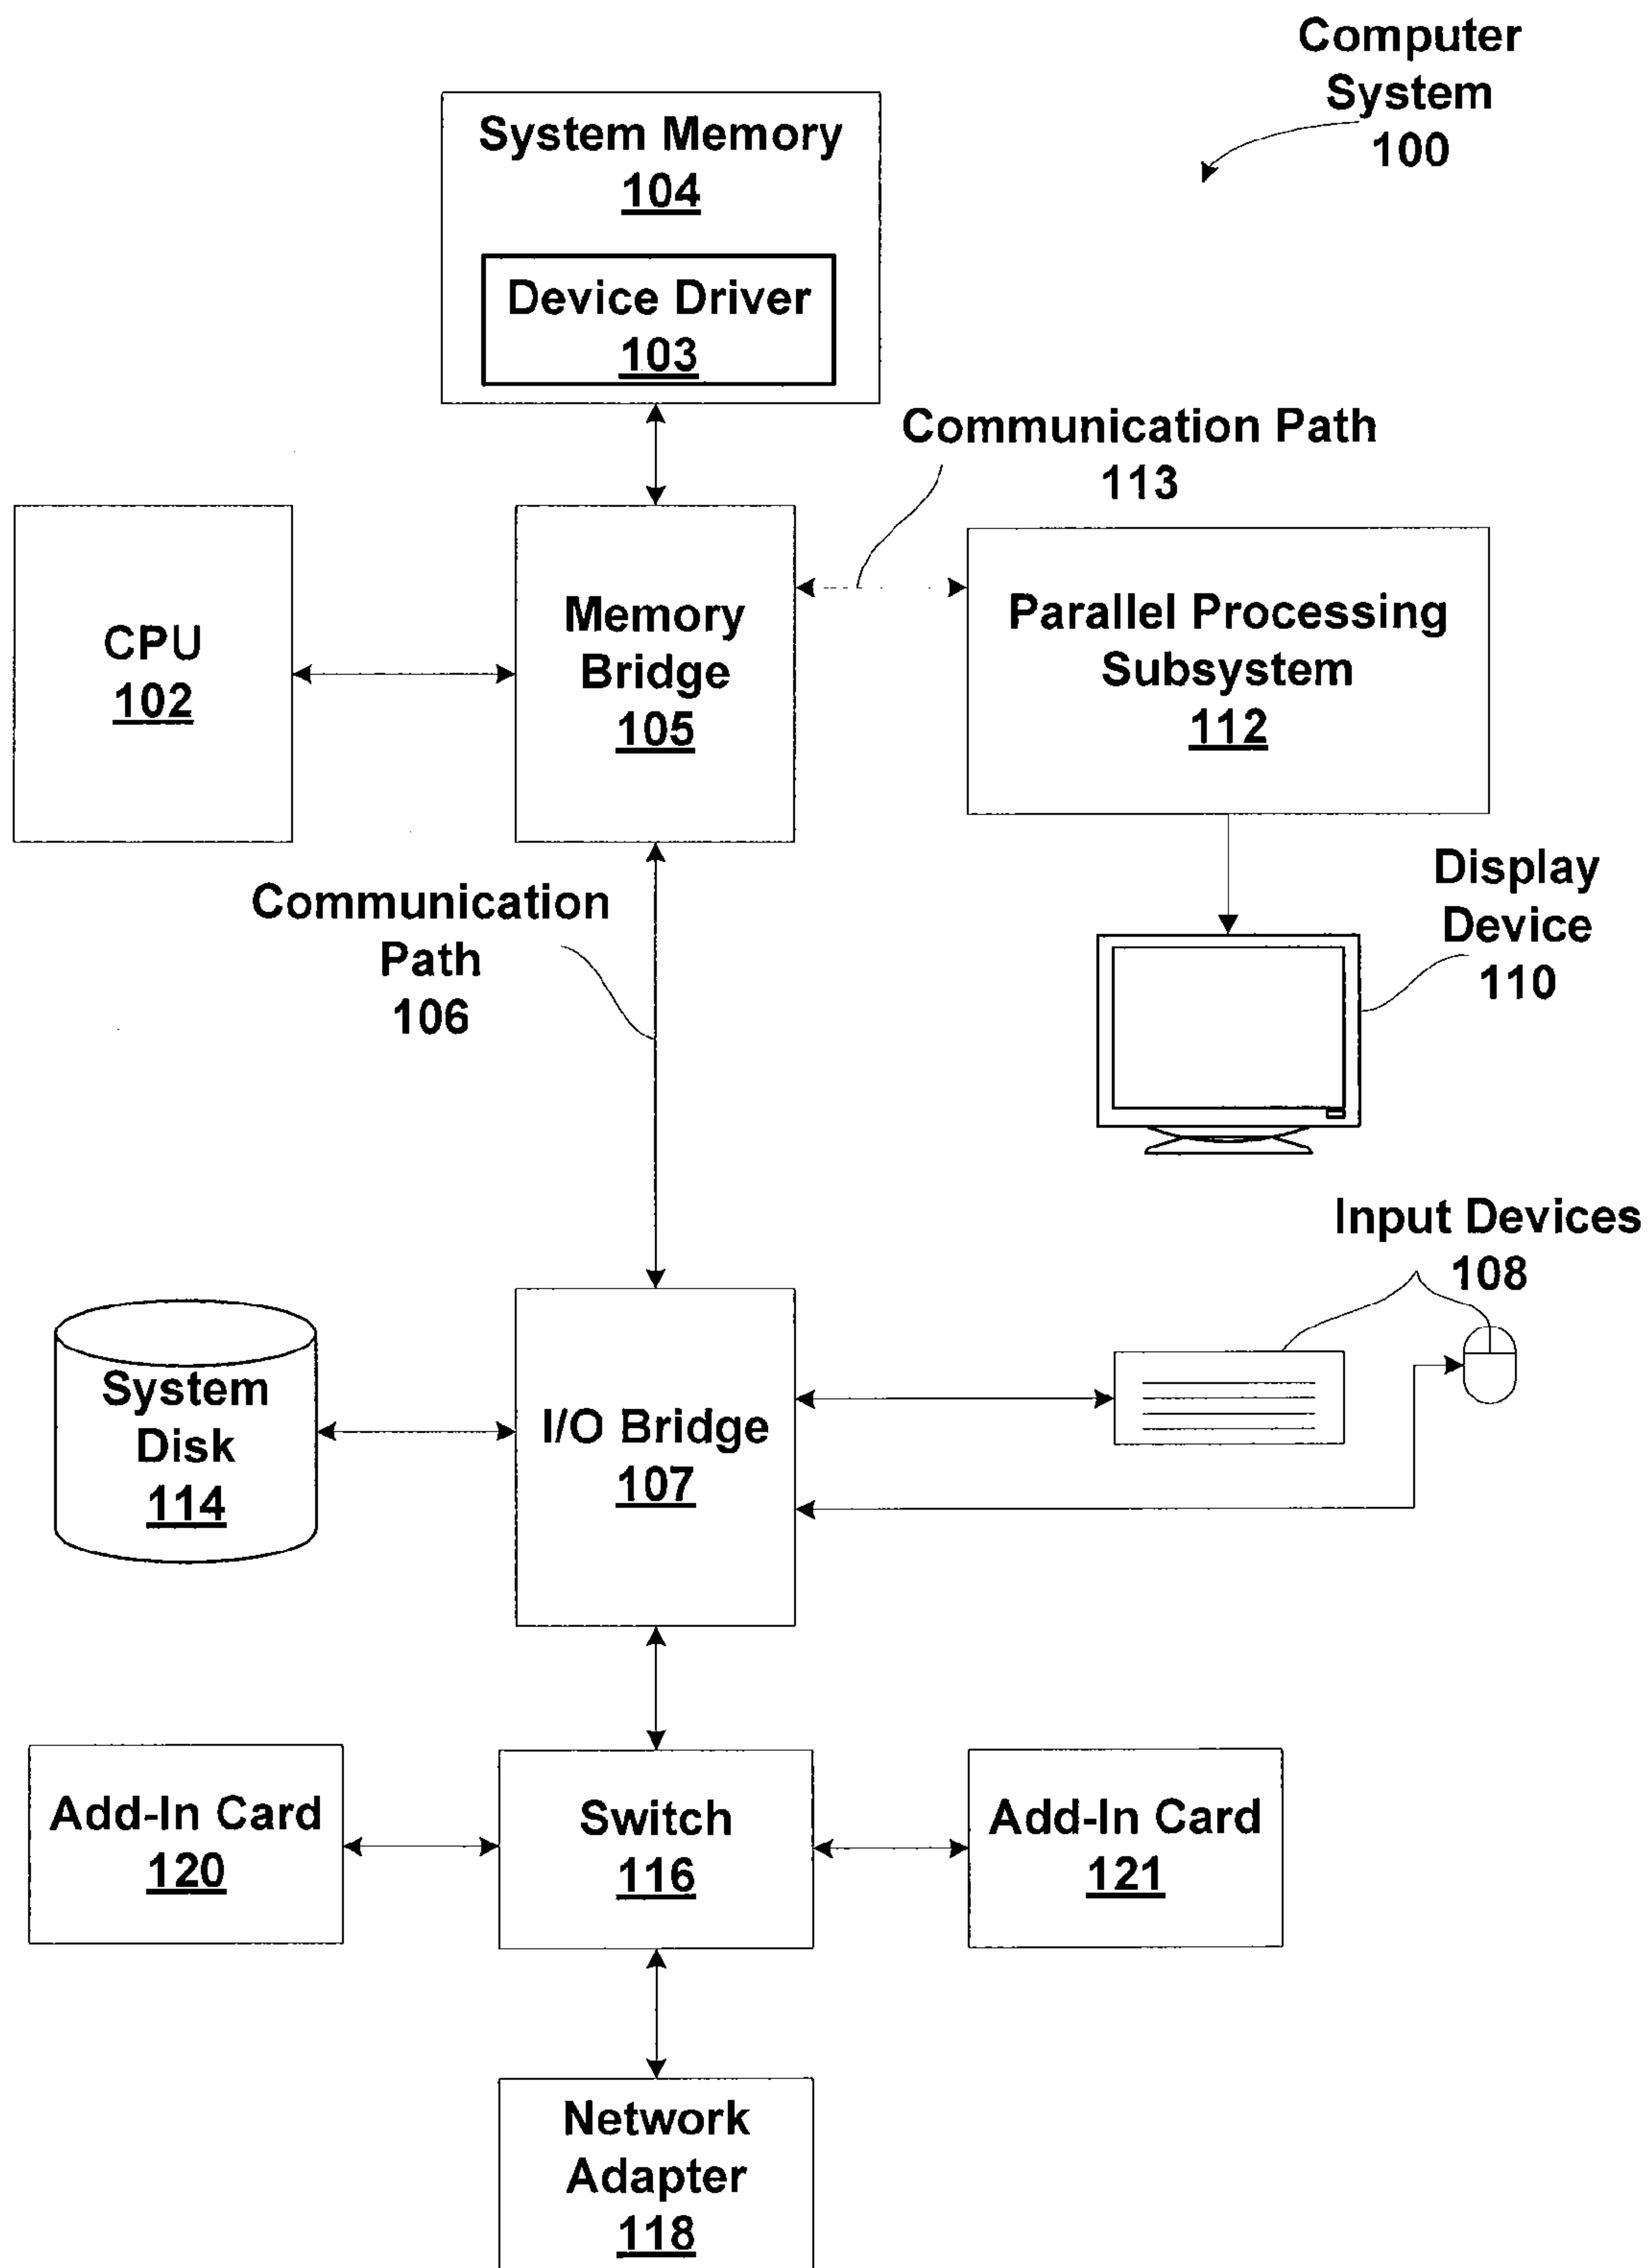 Computer
System
100
System Memory
104
Device Driver
103
Communication Path
113
CPU
102
Memory
Bridge
105
Parallel Processing
Subsystem
112
Communication
Path
106
Display
Device
110
Input Devices
108
System
Disk
114
I/O Bridge
107
Add-In Card
120
Switch
116
Add-In Card
121
Network
Adapter
118